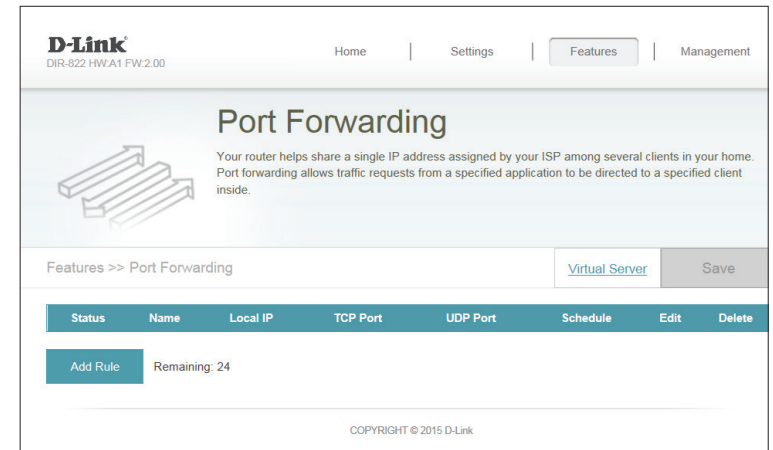 D-Link
DIR-822 HW:A1 FW:2.00
Home | Settings | Features | Management
Port Forwarding
Your router helps share a single IP address assigned by your ISP among several clients in your home.
Port forwarding allows traffic requests from a specified application to be directed to a specified client
inside.
Features >> Port Forwarding
Virtual Server
Save
Status Name Local IP TCP Port UDP Port Schedule Edit Delete
Add Rule Remaining: 24
COPYRIGHT © 2015 D-Link